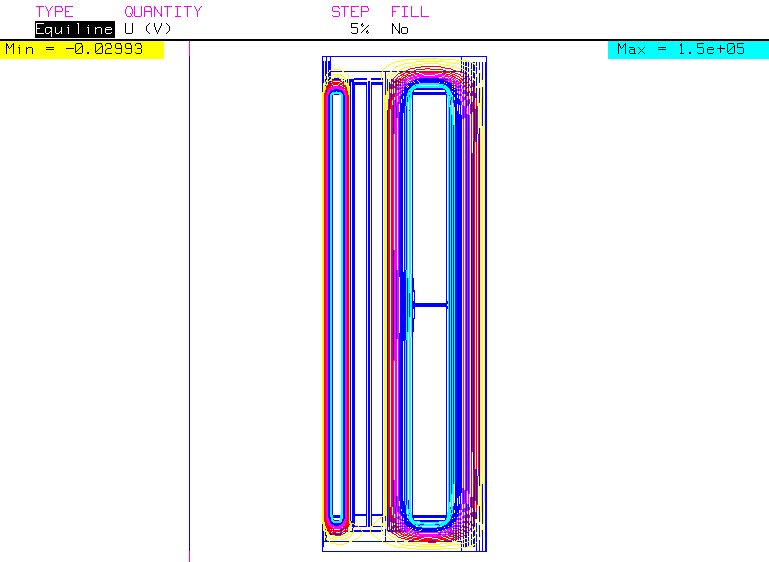 TYPE QUANTITY STEP FILL
Equiline U (V) 5% No
Min = -0.02993 Max = 1.5e+05